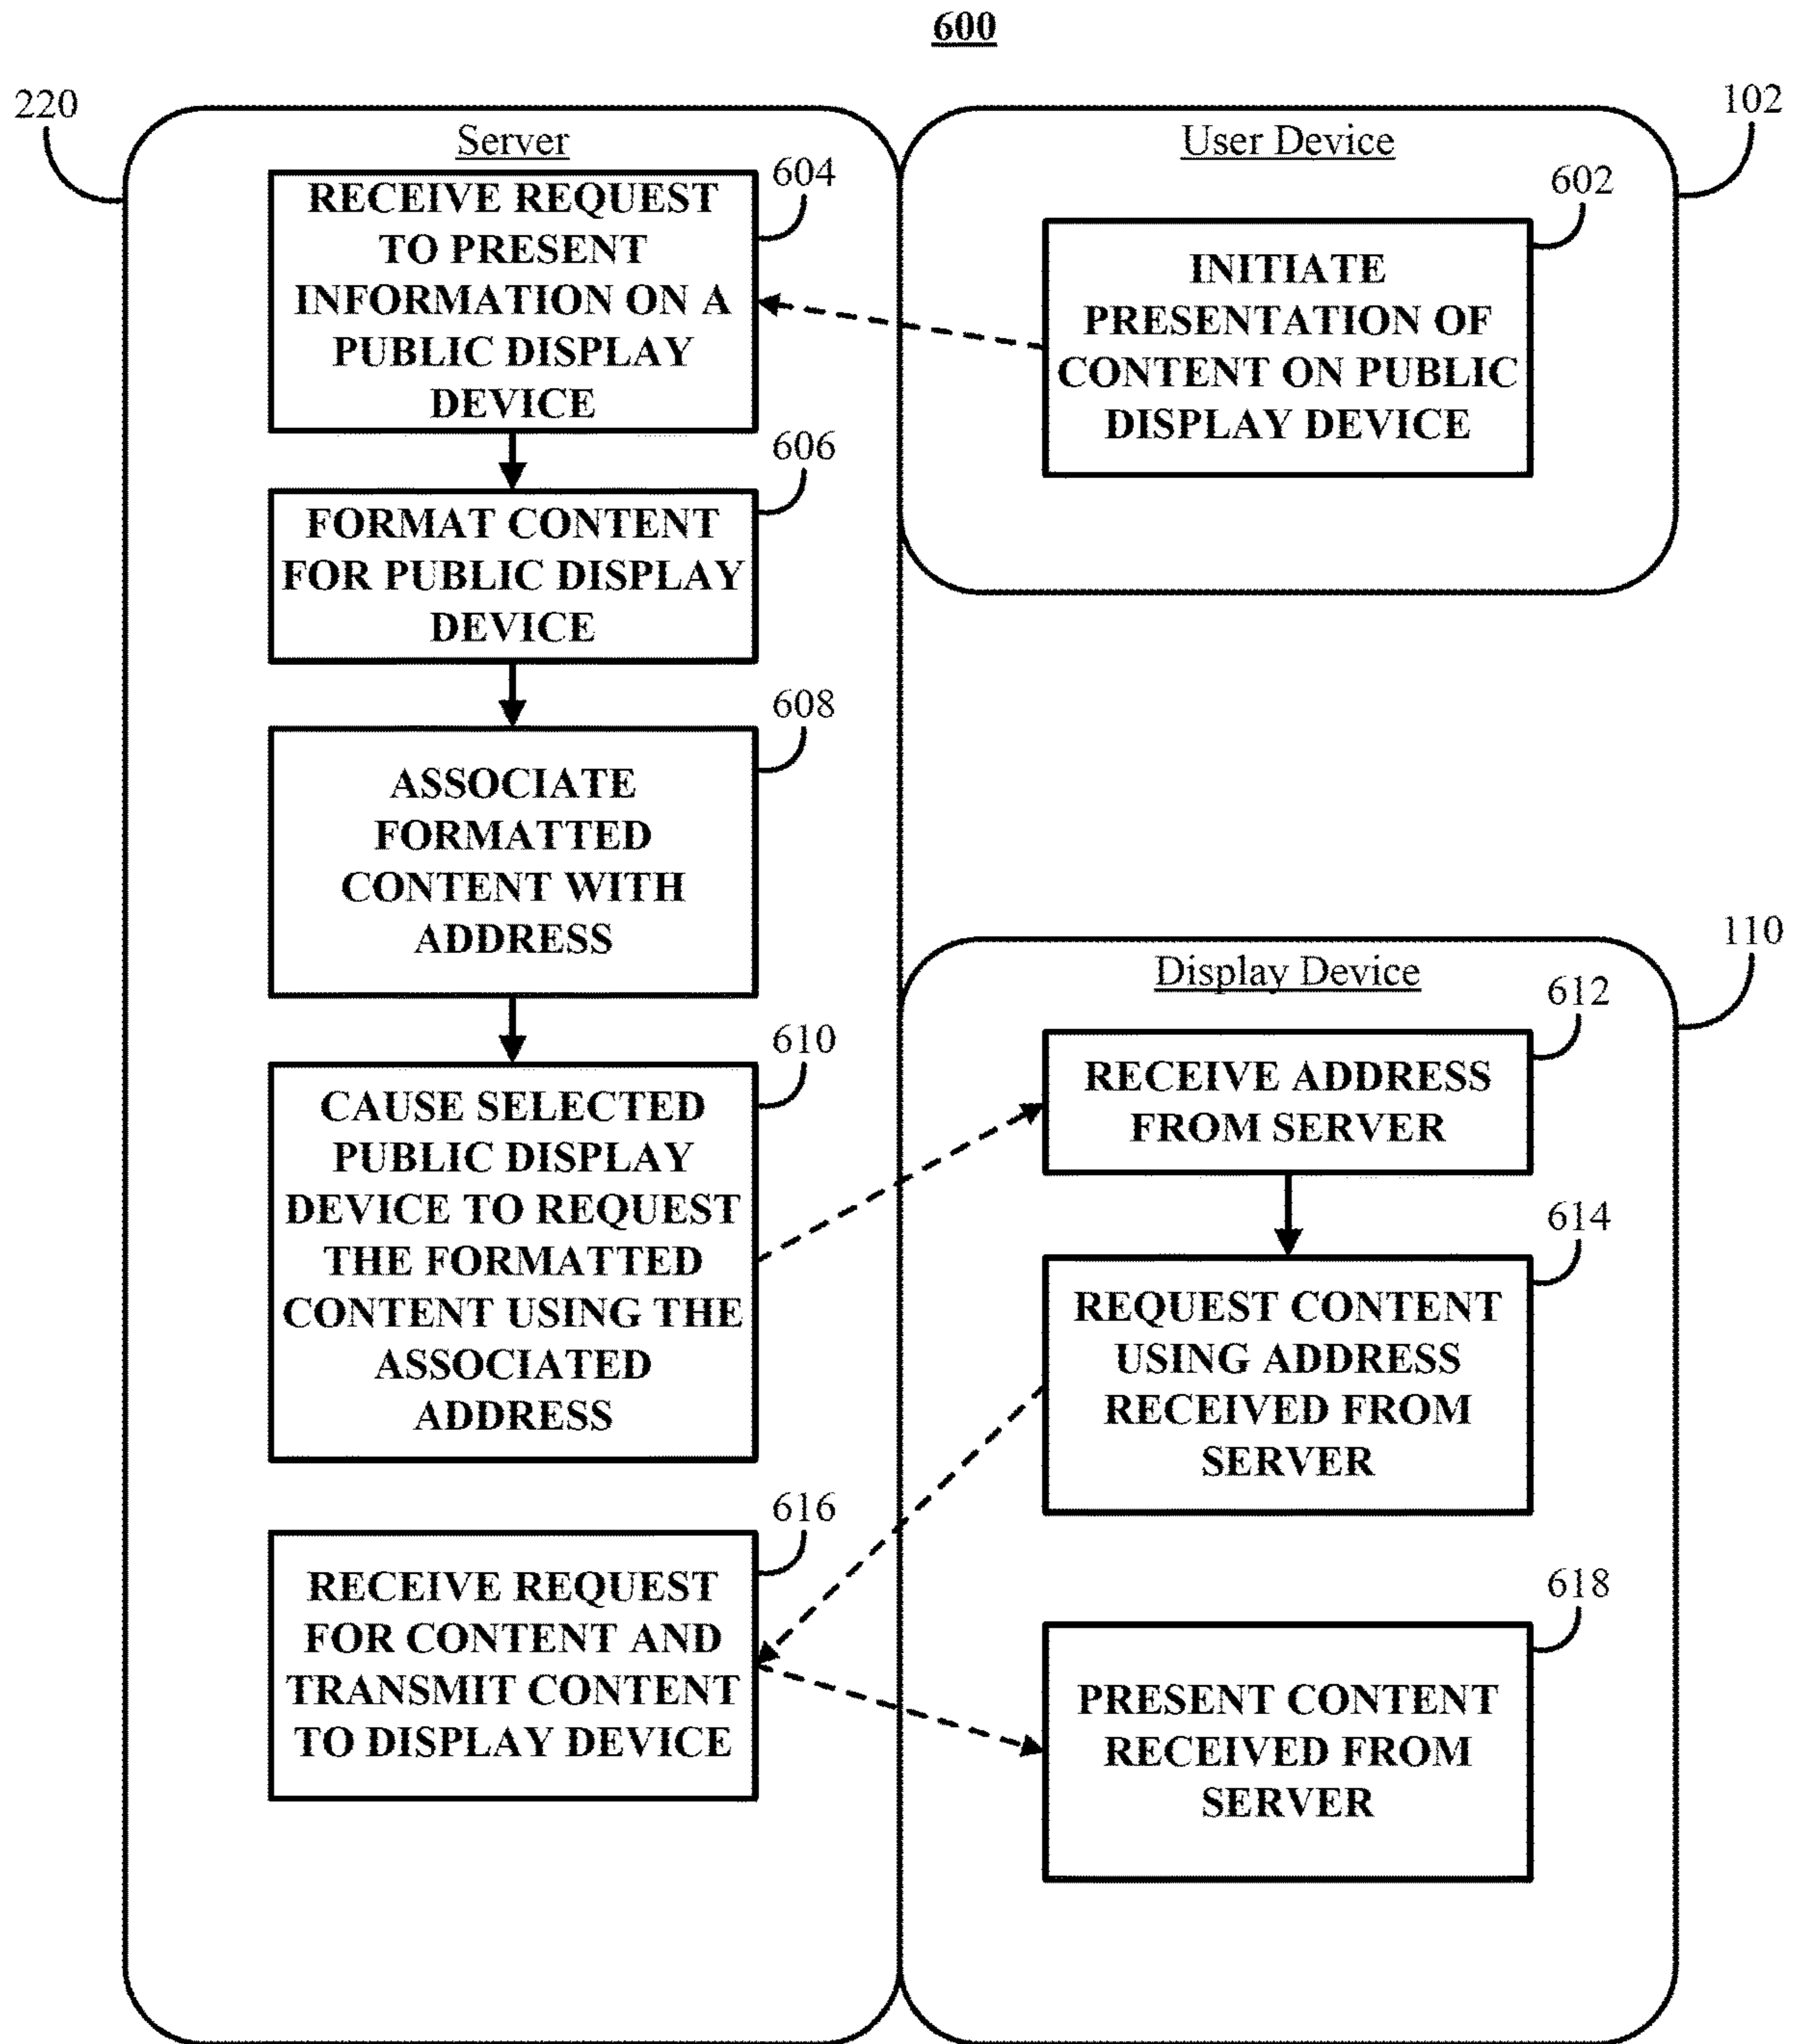 600
220
Server
604
RECEIVE REQUEST
TO PRESENT
INFORMATION ON A
PUBLIC DISPLAY
DEVICE
606
FORMAT CONTENT
FOR PUBLIC DISPLAY
DEVICE
608
ASSOCIATE
FORMATTED
CONTENT WITH
ADDRESS
610
CAUSE SELECTED
PUBLIC DISPLAY
DEVICE TO REQUEST
THE FORMATTED
CONTENT USING THE
ASSOCIATED
ADDRESS
616
RECEIVE REQUEST
FOR CONTENT AND
TRANSMIT CONTENT
TO DISPLAY DEVICE
102
User Device
602
INITIATE
PRESENTATION OF
CONTENT ON PUBLIC
DISPLAY DEVICE
110
Display Device
612
RECEIVE ADDRESS
FROM SERVER
614
REQUEST CONTENT
USING ADDRESS
RECEIVED FROM
SERVER
618
PRESENT CONTENT
RECEIVED FROM
SERVER